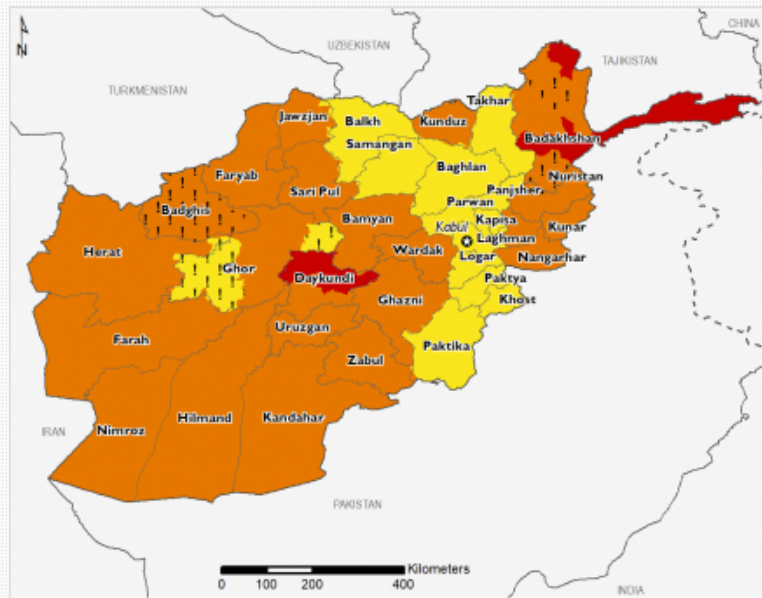 N
CHINA
UZBEKISTAN
TAJIKISTAN
TURKMENISTAN
Takhar
Jawzjan
Balkh
Kunduz
Samangan
Badakhshan
Baghlan
Faryab
Nuristan
Sari Pul
Panjsher
Parwan
Badghis
Bamyan
Kapisa
Kabul
Kunar
Laghman
Herat
Wardak
Logar
Nangarhar
Ghor
Daykundi
Paktya
Ghazni
Khost
Uruzgan
Farah
Paktika
Zabul
Hilmand
Kandahar
Nimroz
IRAN
PAKISTAN
Kilometers
0 100 200 400
INDIA